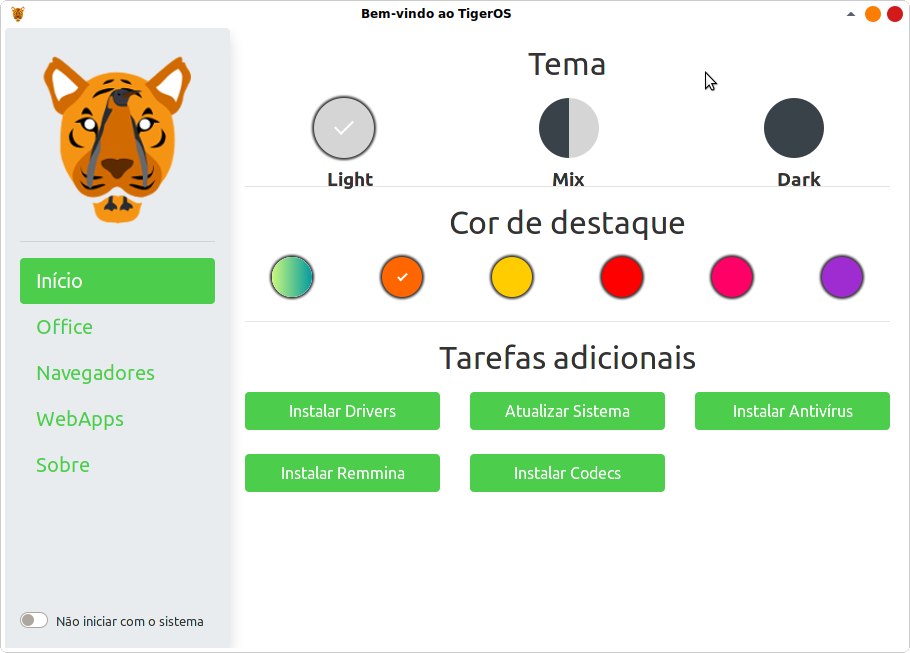 Bem-vindo ao TigerOS
Início
Office
Navegadores
WebApps
Sobre
Não iniciar com o sistema
Tema
Light
Mix
Dark
Cor de destaque
Tarefas adicionais
Instalar Drivers
Atualizar Sistema
Instalar Antivírus
Instalar Remmina
Instalar Codecs